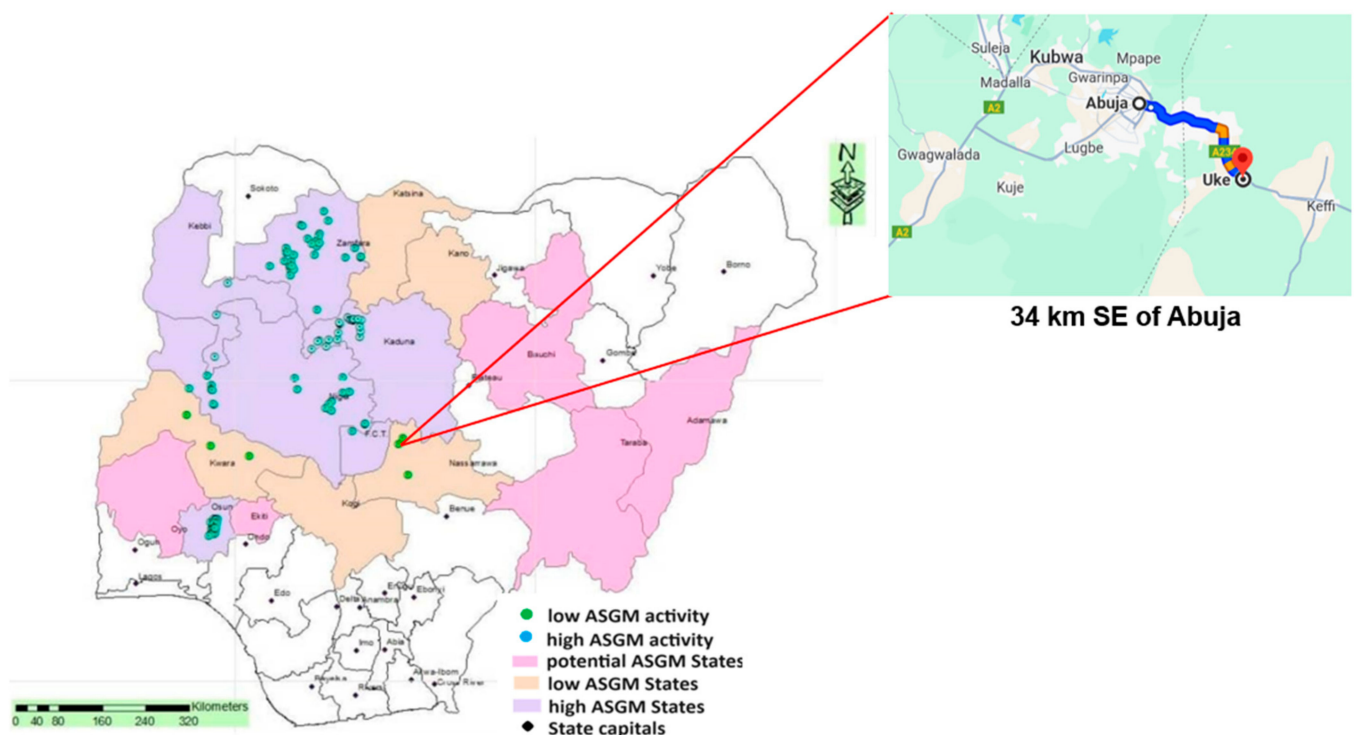 Suleja
Kubwa
Mpape
Madalla
Gwarinpa
A2
Abuja
Gwagwalada
Lugbe
A234
Uke
Kuje
Keffi
A2
34 km SE of Abuja
N
Sokoto
Katsina
Kebbi
Zamfara
Kano
Jigawa
Yobe
Borno
Kaduna
Bauchi
Gombe
Plateau
Niger
Adamawa
F.C.T.
Taraba
Kwara
Nassarrawa
Kogi
Osun
Ekiti
Benue
Oyo
Ogun
Ondo
Lagos
Edo
Delta
Anambra
Enugu
Ebonyi
Imo
Abia
Akwa-Ibom
Cross River
Bayelsa
Rivers
low ASGM activity
high ASGM activity
potential ASGM States
low ASGM States
high ASGM States
State capitals
Kilometers
0 40 80 160 240 320